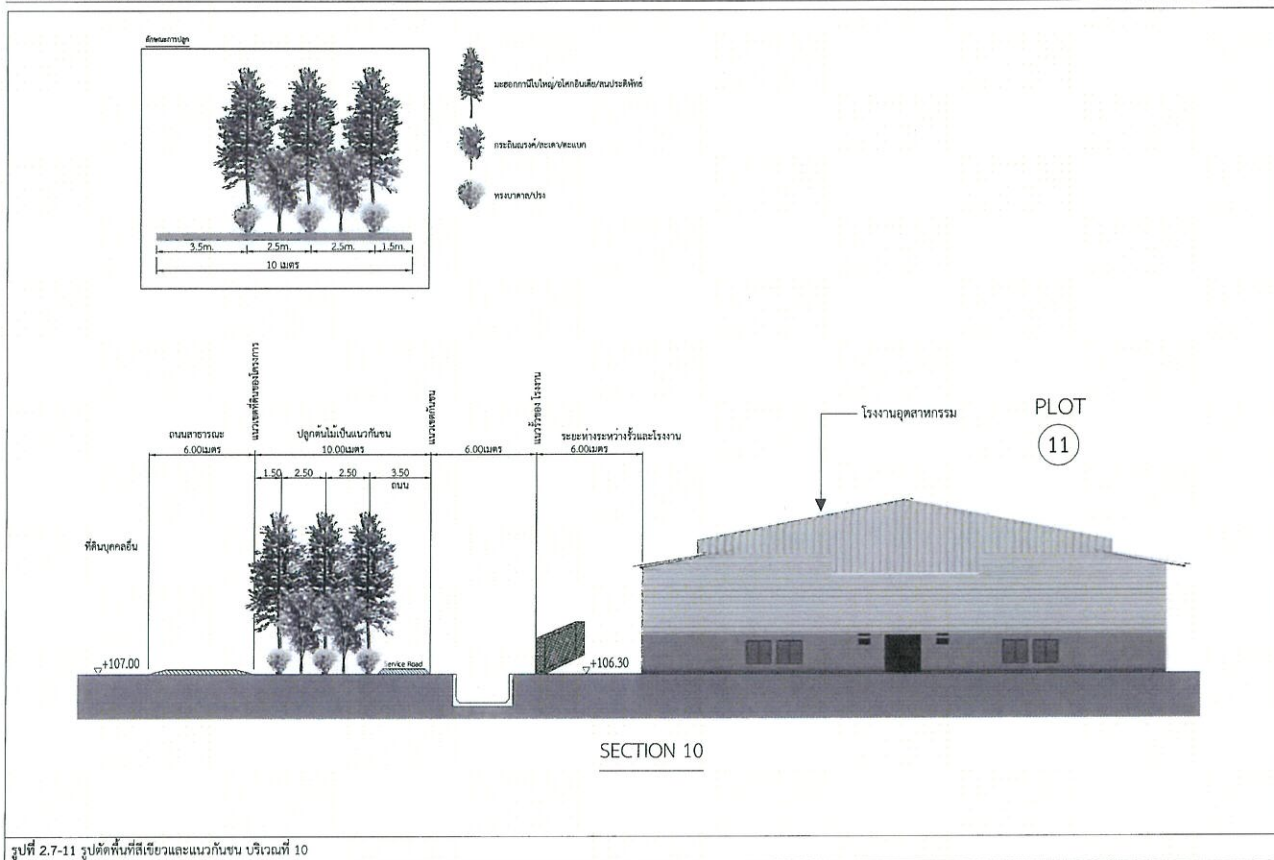 ลักษณะการปลูก
มะฮอกกานีใบใหญ่/อโศกอินเดีย/สนประดิพัทธ์
กระถินณรงค์/สะเดา/ตะแบก
ทรงบาดาล/ปรง
3.5m. 2.5m. 2.5m. 1.5m.
10 เมตร
แนวเขตที่ดินของโครงการ
แนวเขตกันชน
แนวรั้วของ โรงงาน
ถนนสาธารณะ
6.00เมตร
ปลูกต้นไม้เป็นแนวกันชน
10.00เมตร
6.00เมตร
ระยะห่างระหว่างรั้วและโรงงาน
6.00เมตร
1.50 2.50 2.50 3.50
ถนน
โรงงานอุตสาหกรรม
PLOT
11
ที่ดินบุคคลอื่น
+107.00
Service Road
+106.30
SECTION 10
รูปที่ 2.7-11 รูปตัดพื้นที่สีเขียวและแนวกันชน บริเวณที่ 10